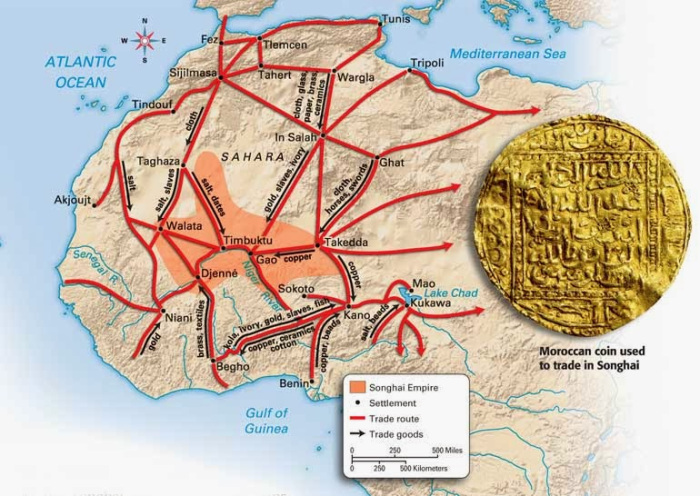 N
W
E
S
ATLANTIC
OCEAN
Mediterranean Sea
Tunis
Fez
Tlemcen
Tahert
Sijilmasa
Wargla
Tripoli
Tindouf
cloth
cloth, glass,
paper, brass,
ceramics
In Salah
SAHARA
Taghaza
Ghat
Akjoujt
salt
salt, slaves
salt, dates
gold, slaves, ivory
cloth,
horses, swords
Walata
Timbuktu
Gao
copper
Takedda
Senegal R.
Djenné
Niger River
Sokoto
copper
Mao
Lake Chad
Kukawa
Niani
gold
brass, textiles
kola, ivory, gold, slaves, fish
copper, ceramics
cotton
Kano
copper, beads
salt, beads
Begho
Benin
Gulf of
Guinea
Songhai Empire
Settlement
Trade route
Trade goods
0 250 500 Miles
0 250 500 Kilometers
Moroccan coin used
to trade in Songhai